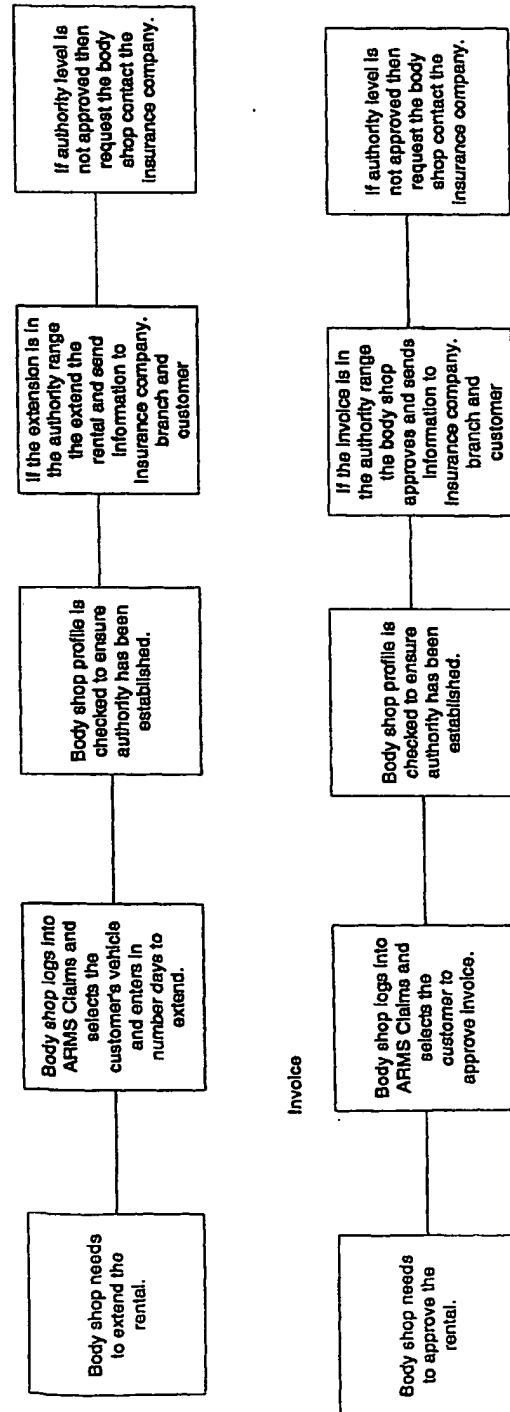 Body shop needs
to extend the
rental.
Body shop logs into
ARMS Claims and
selects the
customer's vehicle
and enters in
number days to
extend.
Body shop profile is
checked to ensure
authority has been
established.
If the extension is in
the authority range
the extend the
rental and send
Information to
Insurance company.
branch and
customer
If authority level is
not approved then
request the body
shop contact the
Insurance company.
Invoice
Body shop needs
to approve the
rental.
Body shop logs into
ARMS Claims and
selects the
customer to
approve Invoice.
Body shop profile is
checked to ensure
authority has been
established.
If the Invoice is in
the authority range
the body shop
approves and sends
Information to
Insurance company.
branch and
customer
If authority level is
not approved then
request the body
shop contact the
Insurance company.